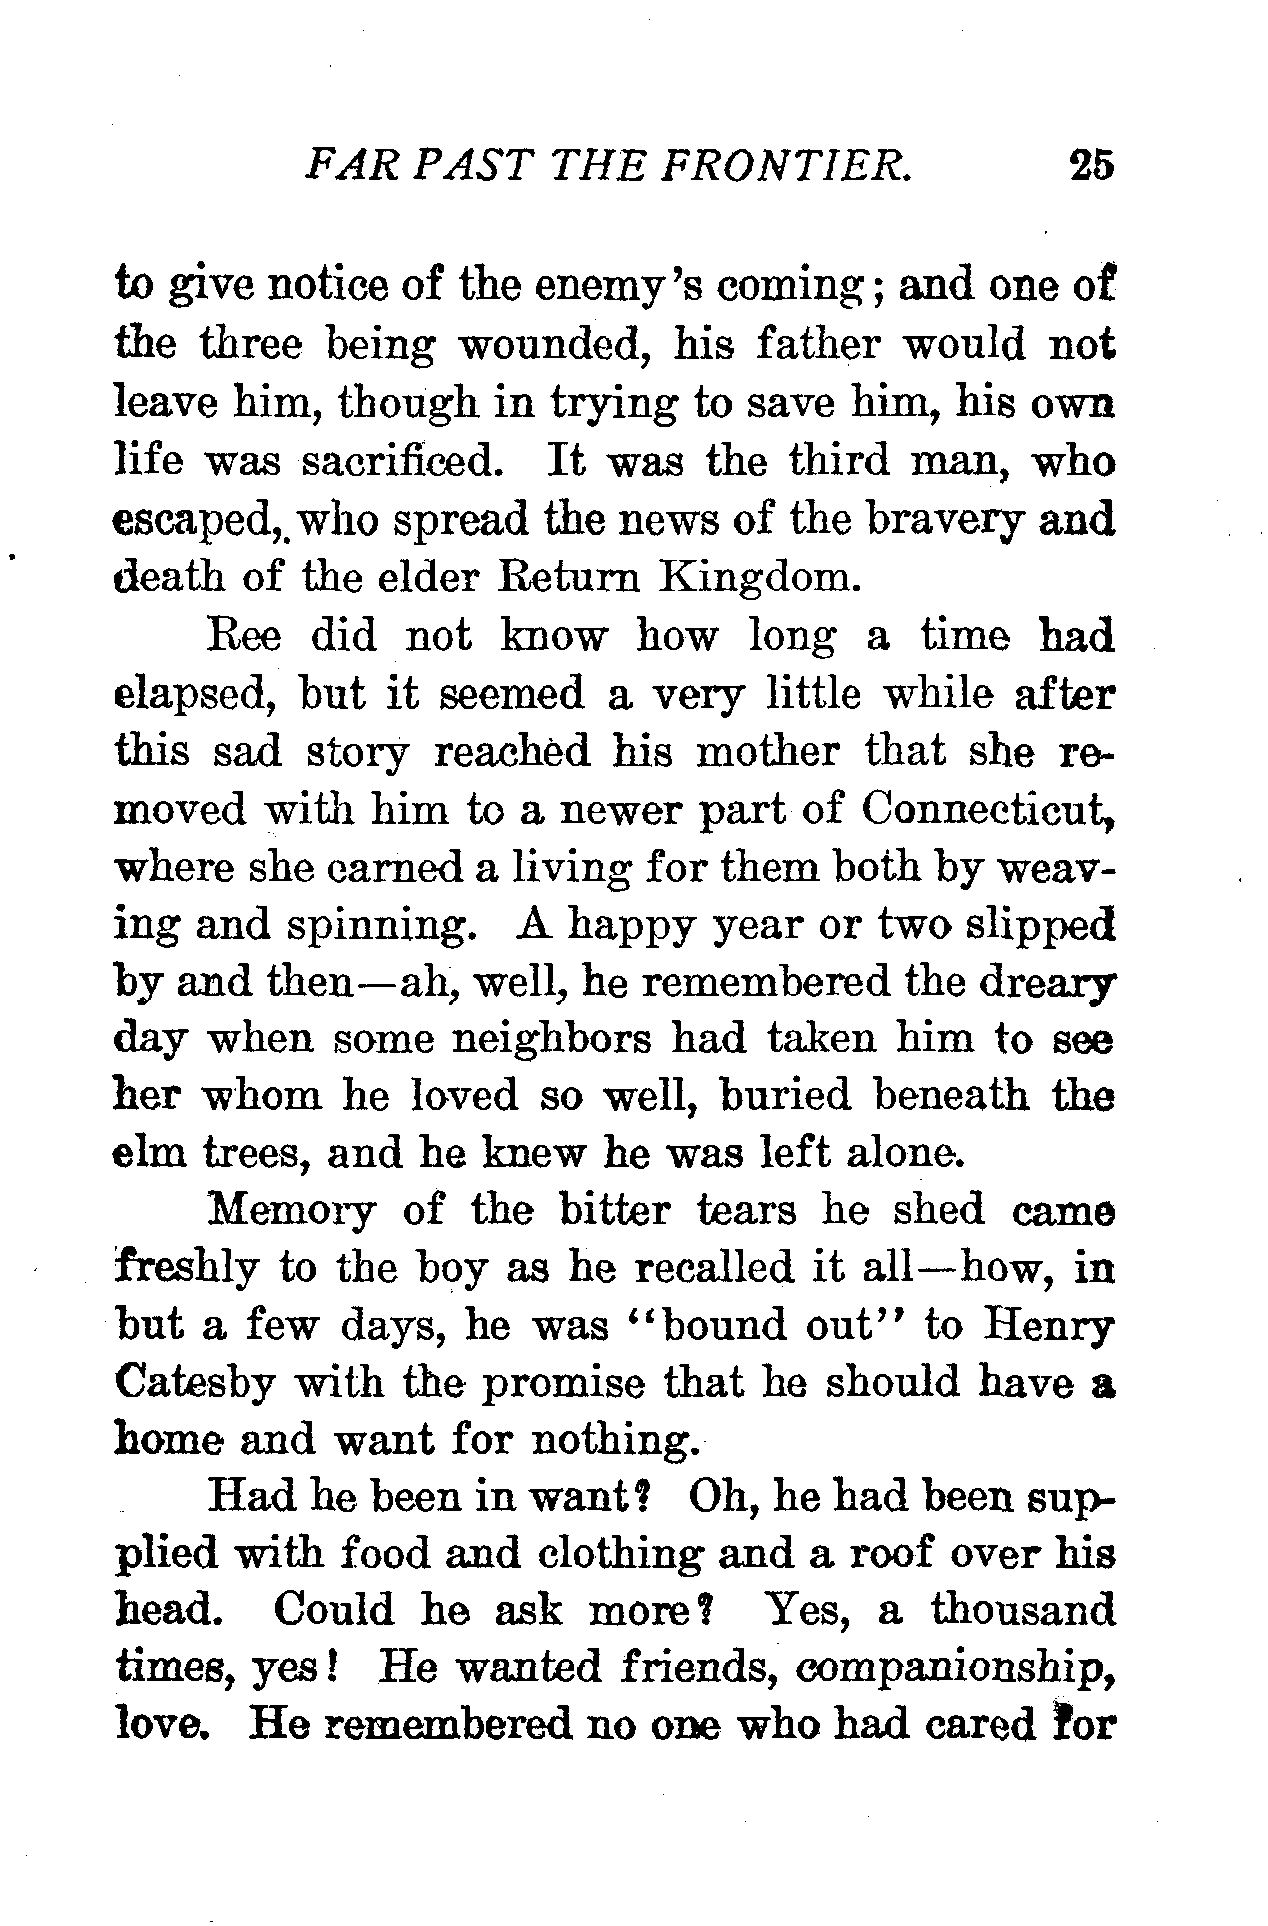 FAR PAST THE FRONTIER. 25
to give notice of the enemy's coming; and one of
the three being wounded, his father would not
leave him, though in trying to save him, his own
life was sacrificed. It was the third man, who
escaped, who spread the news of the bravery and
death of the elder Return Kingdom.
Ree did not know how long a time had
elapsed, but it seemed a very little while after
this sad story reached his mother that she re-
moved with him to a newer part of Connecticut,
where she earned a living for them both by weav-
ing and spinning. A happy year or two slipped
by and then—ah, well, he remembered the dreary
day when some neighbors had taken him to see
her whom he loved so well, buried beneath the
elm trees, and he knew he was left alone.
Memory of the bitter tears he shed came
freshly to the boy as he recalled it all—how, in
but a few days, he was "bound out" to Henry
Catesby with the promise that he should have a
home and want for nothing.
Had he been in want? Oh, he had been sup-
plied with food and clothing and a roof over his
head. Could he ask more? Yes, a thousand
times, yes! He wanted friends, companionship,
love. He remembered no one who had cared for